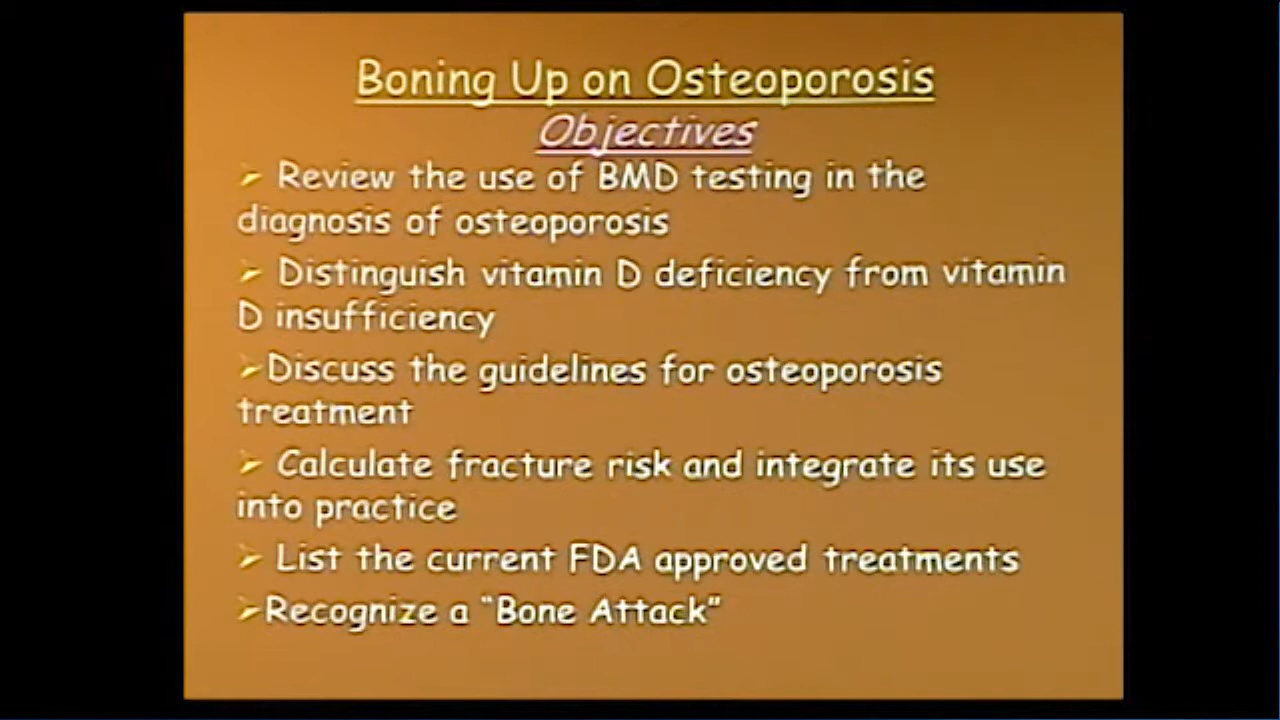 Boning Up on Osteoporosis
Objectives
➢ Review the use of BMD testing in the
diagnosis of osteoporosis
➢ Distinguish vitamin D deficiency from vitamin
D insufficiency
➢Discuss the guidelines for osteoporosis
treatment
➢ Calculate fracture risk and integrate its use
into practice
➢ List the current FDA approved treatments
➢Recognize a “Bone Attack”